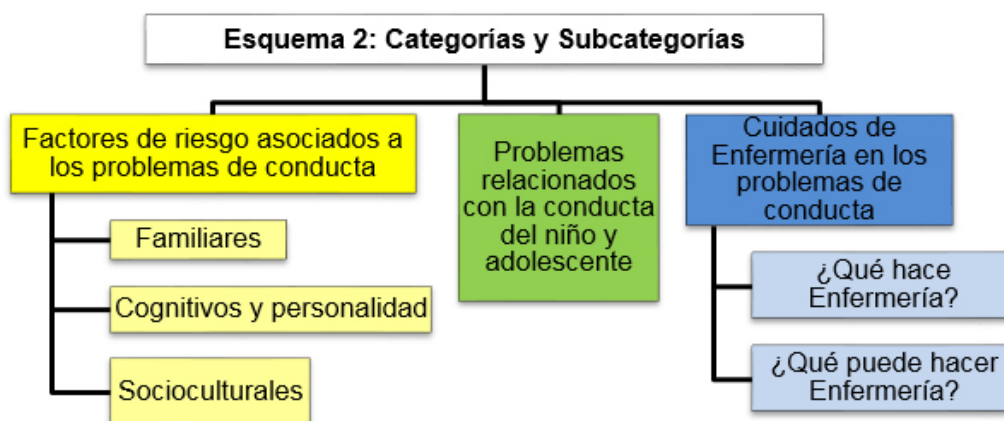 Esquema 2: Categorías y Subcategorías
Factores de riesgo asociados a
los problemas de conducta
Familiares
Cognitivos y personalidad
Socioculturales
Problemas
relacionados
con la conducta
del niño y
adolescente
Cuidados de
Enfermería en los
problemas de
conducta
¿Qué hace
Enfermería?
¿Qué puede hacer
Enfermería?